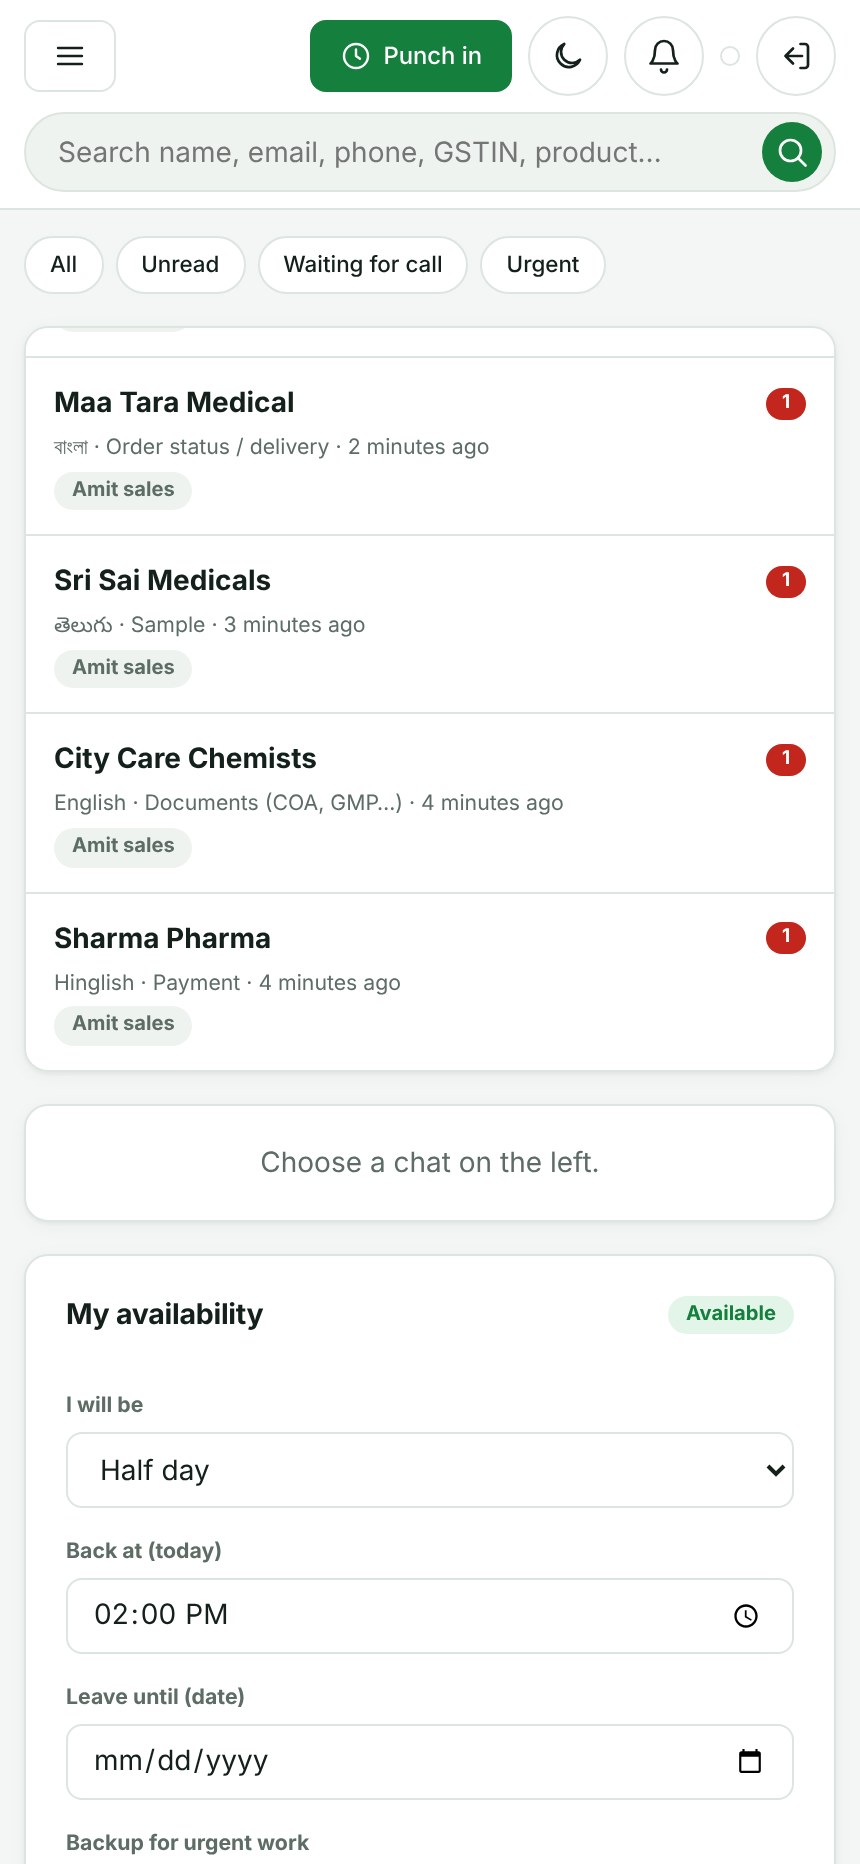 Punch in
Search name, email, phone, GSTIN, product...
All
Unread
Waiting for call
Urgent
Maa Tara Medical
1
বাংলা · Order status / delivery · 2 minutes ago
Amit sales
Sri Sai Medicals
1
తెలుగు · Sample · 3 minutes ago
Amit sales
City Care Chemists
1
English · Documents (COA, GMP...) · 4 minutes ago
Amit sales
Sharma Pharma
1
Hinglish · Payment · 4 minutes ago
Amit sales
Choose a chat on the left.
My availability
Available
I will be
Half day
Back at (today)
02:00 PM
Leave until (date)
mm/dd/yyyy
Backup for urgent work